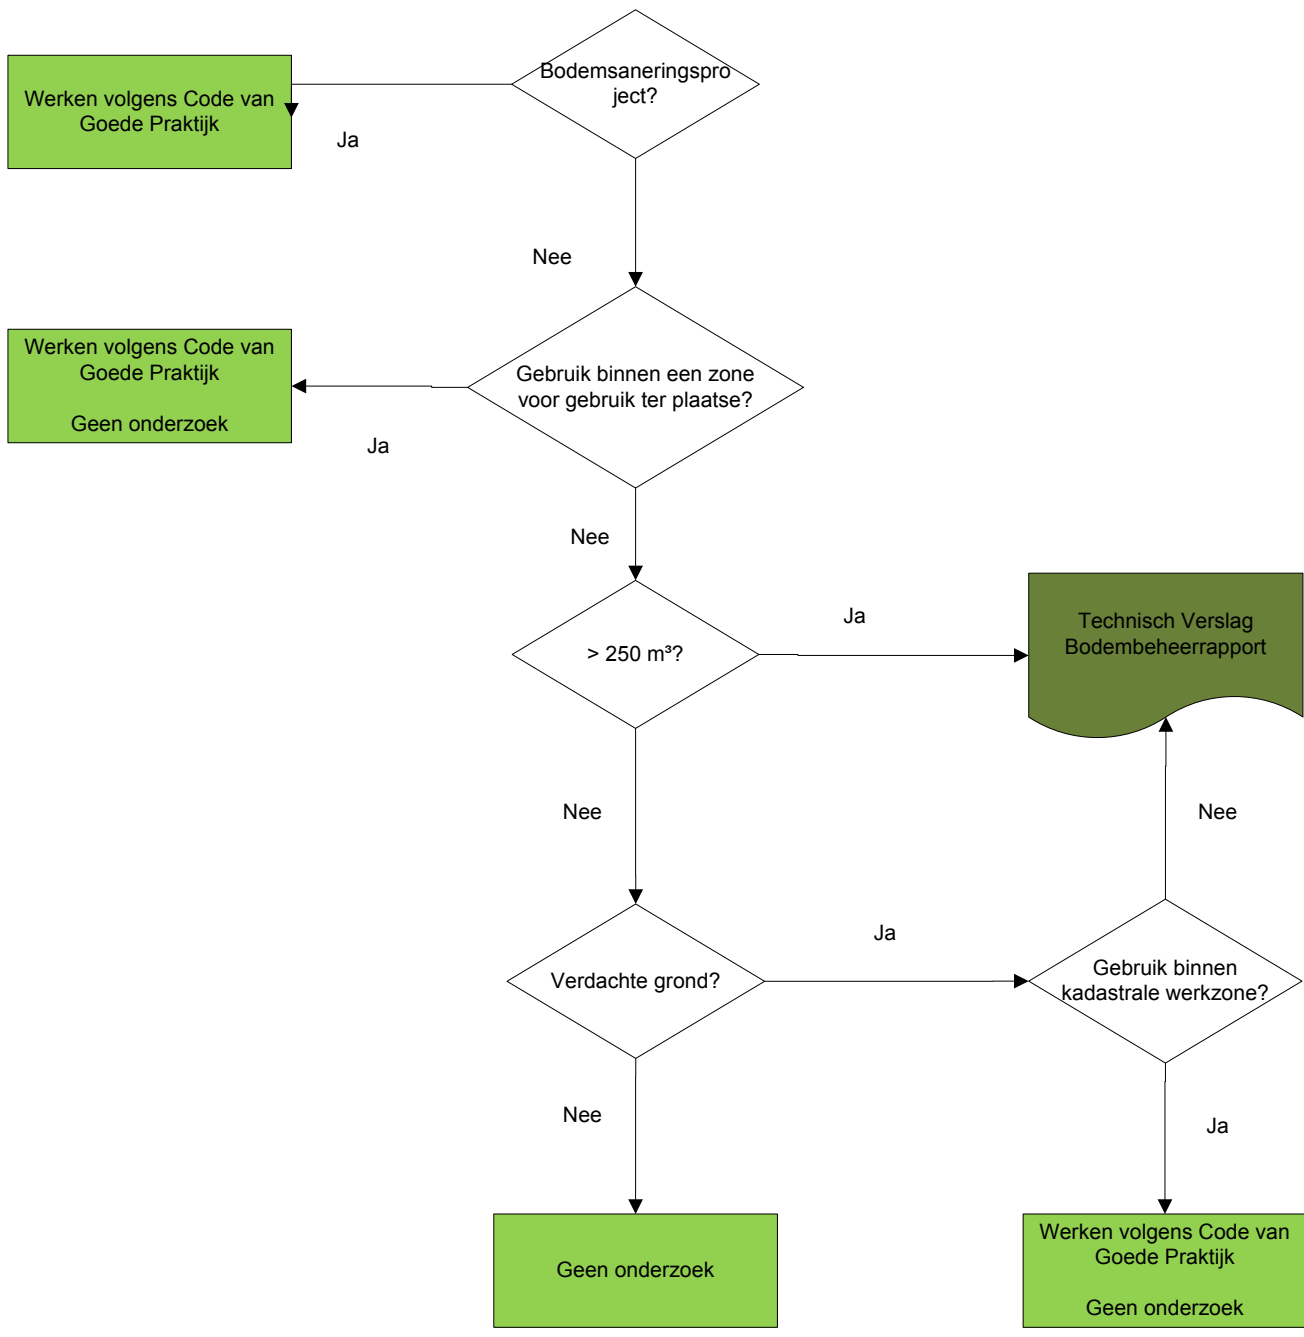 Bodemsaneringspro
ject?
Werken volgens Code van
Goede Praktijk
Ja
Nee
Werken volgens Code van
Goede Praktijk
Geen onderzoek
Gebruik binnen een zone
voor gebruik ter plaatse?
Ja
Nee
> 250 m³?
Ja
Technisch Verslag
Bodembeheerrapport
Nee
Nee
Verdachte grond?
Ja
Gebruik binnen
kadastrale werkzone?
Nee
Ja
Geen onderzoek
Werken volgens Code van
Goede Praktijk
Geen onderzoek